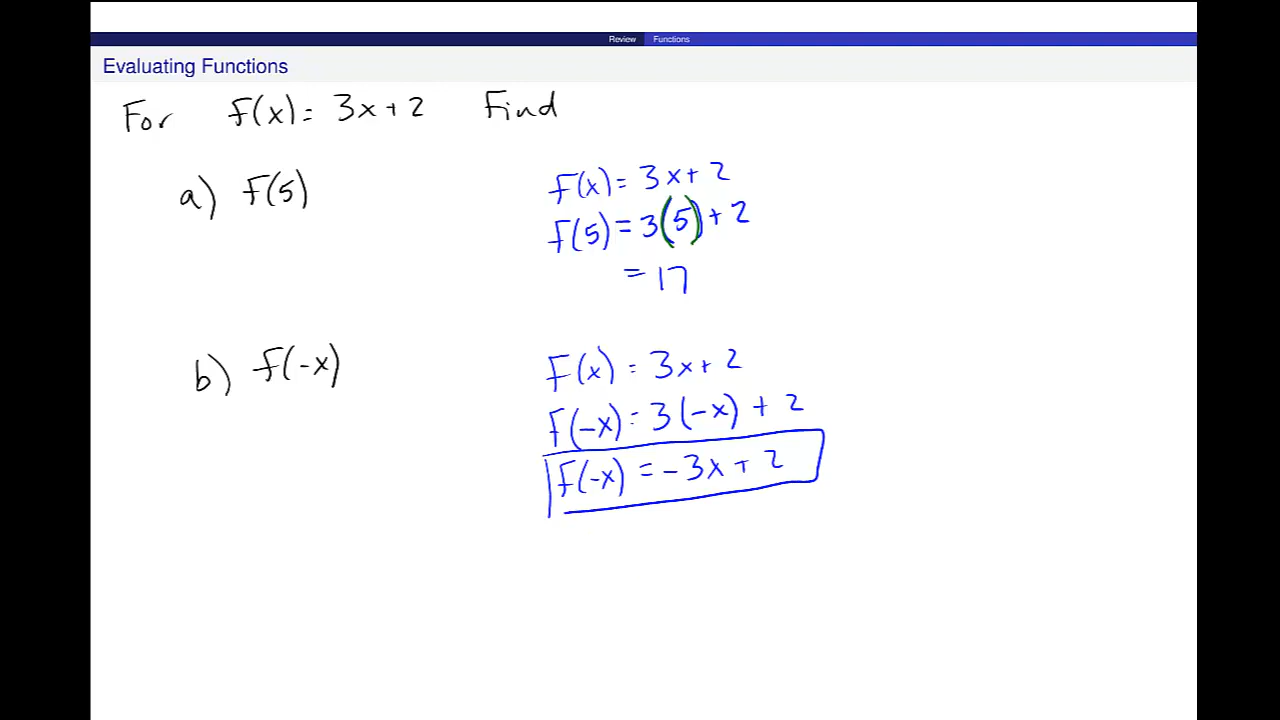 Review Functions
Evaluating Functions
For f(x) = 3x + 2 Find
a) f(5)
f(x) = 3x + 2
f(5) = 3(5) + 2
= 17
b) f(-x)
f(x) = 3x + 2
f(-x) = 3(-x) + 2
f(-x) = -3x + 2